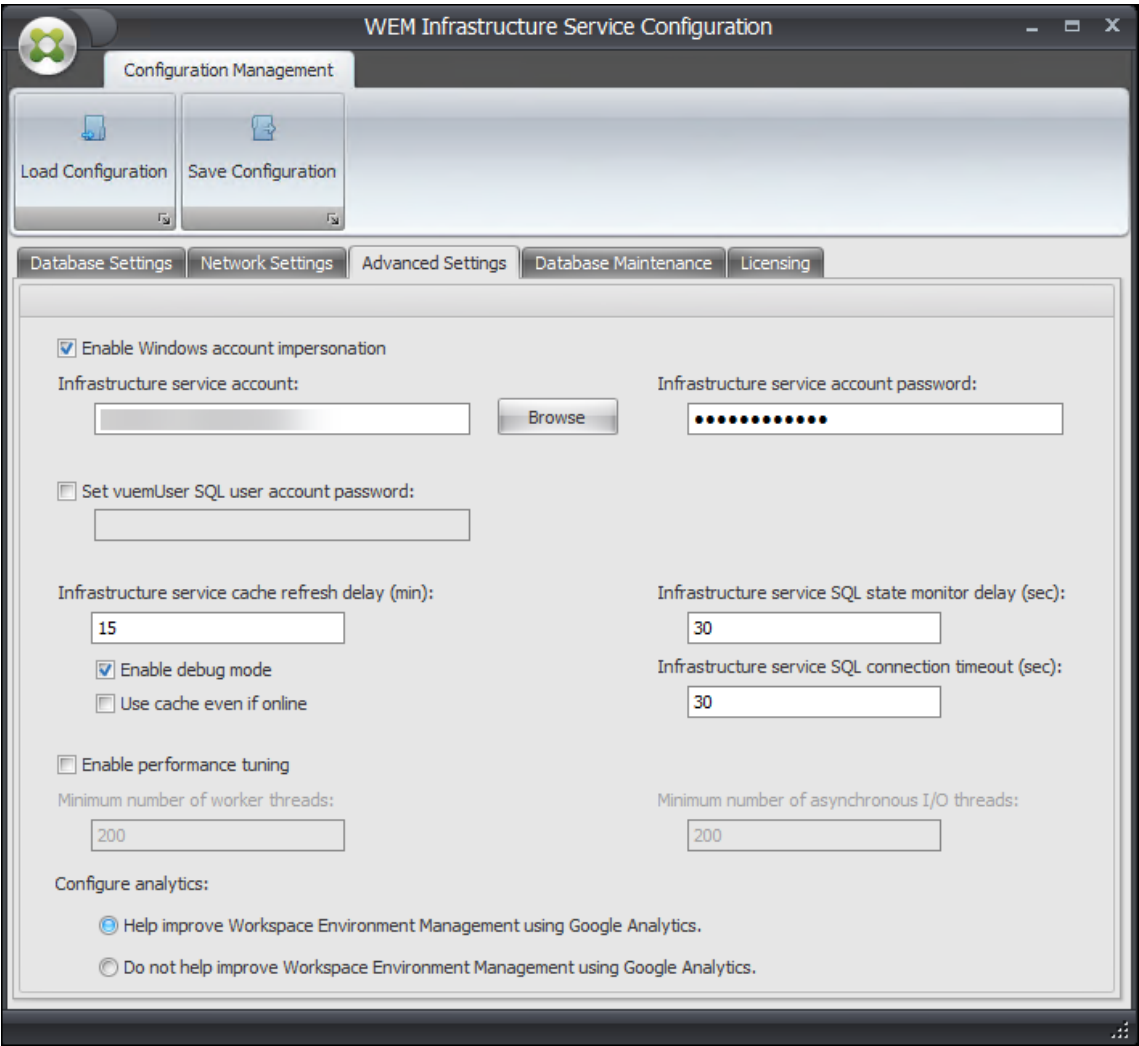 WEM Infrastructure Service Configuration
Configuration Management
Load Configuration
Save Configuration
Database Settings
Network Settings
Advanced Settings
Database Maintenance
Licensing
Enable Windows account impersonation
Infrastructure service account:
Infrastructure service account password:
Browse
●●●●●●●●●●●●
Set vuemUser SQL user account password:
Infrastructure service cache refresh delay (min):
Infrastructure service SQL state monitor delay (sec):
15
30
Enable debug mode
Infrastructure service SQL connection timeout (sec):
Use cache even if online
30
Enable performance tuning
Minimum number of worker threads:
Minimum number of asynchronous I/O threads:
200
200
Configure analytics:
Help improve Workspace Environment Management using Google Analytics.
Do not help improve Workspace Environment Management using Google Analytics.